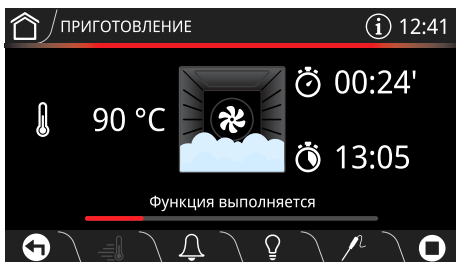 ПРИГОТОВЛЕНИЕ
i 12:41
90 °C
00:24'
13:05
Функция выполняется